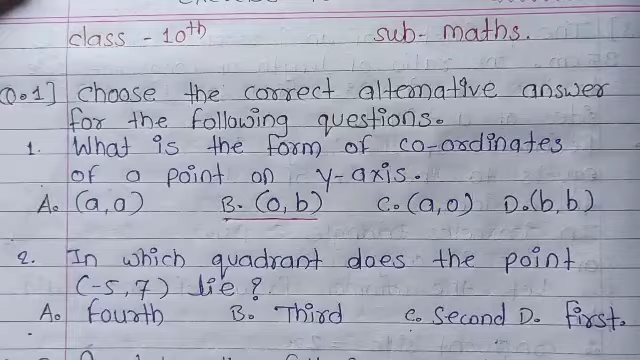 class - 10th sub- maths.
Q.1] choose the correct alternative answer
for the following questions.
1. What is the form of co-ordinates
of a point on y-axis.
A. (a,a) B. (0,b) C. (a,0) D. (b,b)
2. In which quadrant does the point
(-5,7) lie?
A. fourth B. Third C. Second D. first.